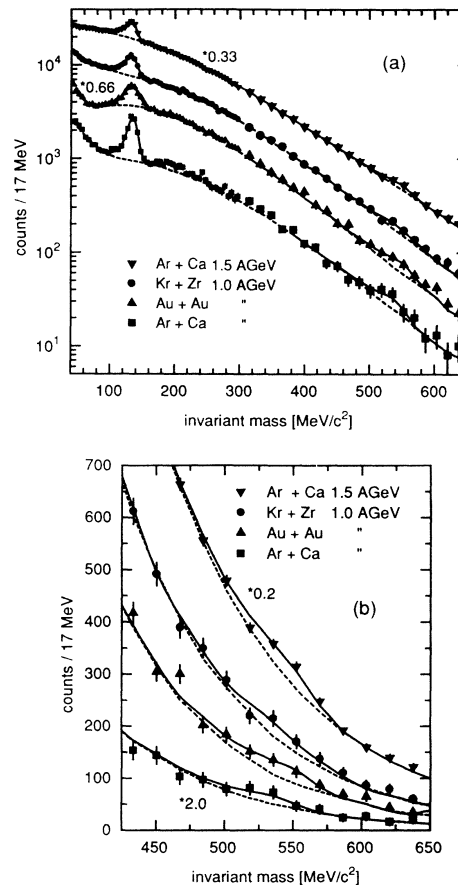 10⁴
10³
10²
10¹
counts / 17 MeV
*0.33
*0.66
(a)
Ar + Ca 1.5 AGeV
Kr + Zr 1.0 AGeV
Au + Au "
Ar + Ca "
100 200 300 400 500 600
invariant mass [MeV/c²]
700
600
500
400
300
200
100
0
counts / 17 MeV
Ar + Ca 1.5 AGeV
Kr + Zr 1.0 AGeV
Au + Au "
Ar + Ca "
*0.2
(b)
*2.0
450 500 550 600 650
invariant mass [MeV/c²]